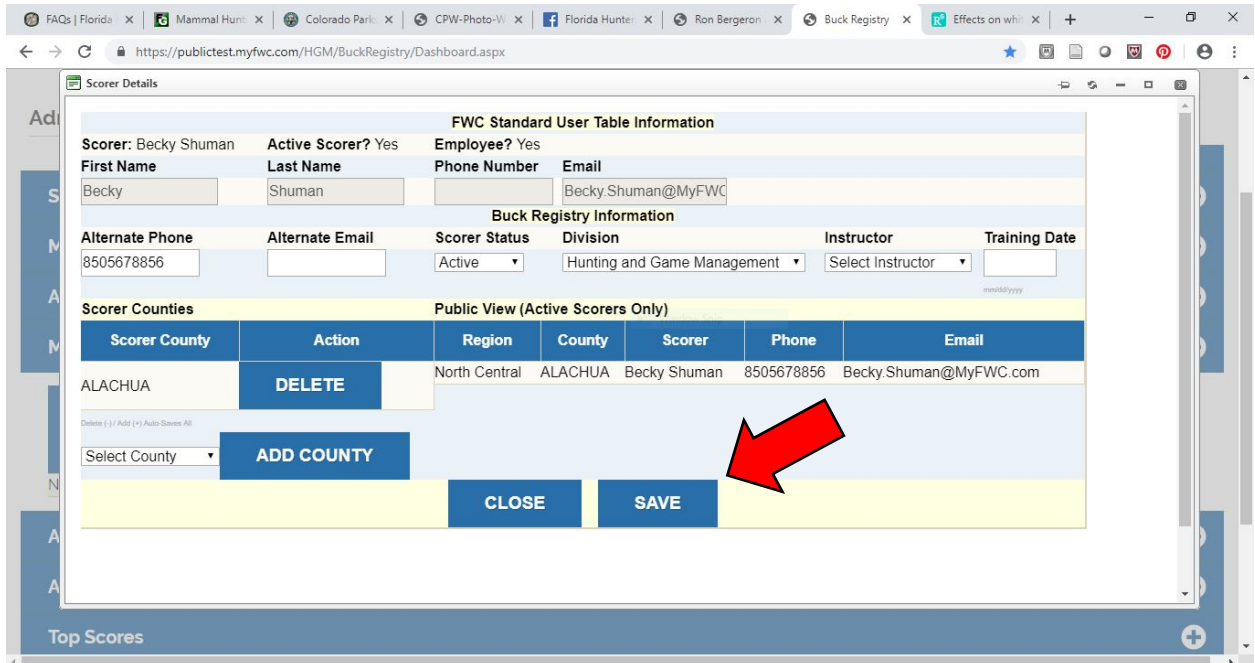 FAQs | Florida Mammal Hunt Colorado Park CPW-Photo-W Florida Hunter Ron Bergeron Buck Registry Effects on whi
https://publictest.myfwc.com/HGM/BuckRegistry/Dashboard.aspx
Scorer Details
FWC Standard User Table Information
Scorer: Becky Shuman Active Scorer? Yes Employee? Yes
First Name Last Name Phone Number Email
Becky Shuman Becky.Shuman@MyFWC
Buck Registry Information
Alternate Phone Alternate Email Scorer Status Division Instructor Training Date
8505678856 Active Hunting and Game Management Select Instructor
mm/dd/yyyy
Scorer Counties Public View (Active Scorers Only)
Scorer County Action Region County Scorer Phone Email
ALACHUA DELETE North Central ALACHUA Becky Shuman 8505678856 Becky.Shuman@MyFWC.com
Delete (-) / Add (+) Auto-Saves All
Select County ADD COUNTY
CLOSE SAVE
Top Scores